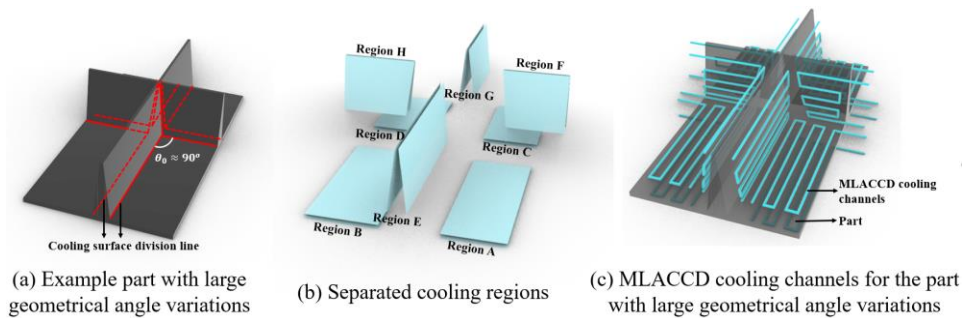 θ₀ ≈ 90°
Cooling surface division line
(a) Example part with large
geometrical angle variations
Region H
Region F
Region G
Region D
Region C
Region E
Region B
Region A
(b) Separated cooling regions
MLACCD cooling
channels
Part
(c) MLACCD cooling channels for the part
with large geometrical angle variations